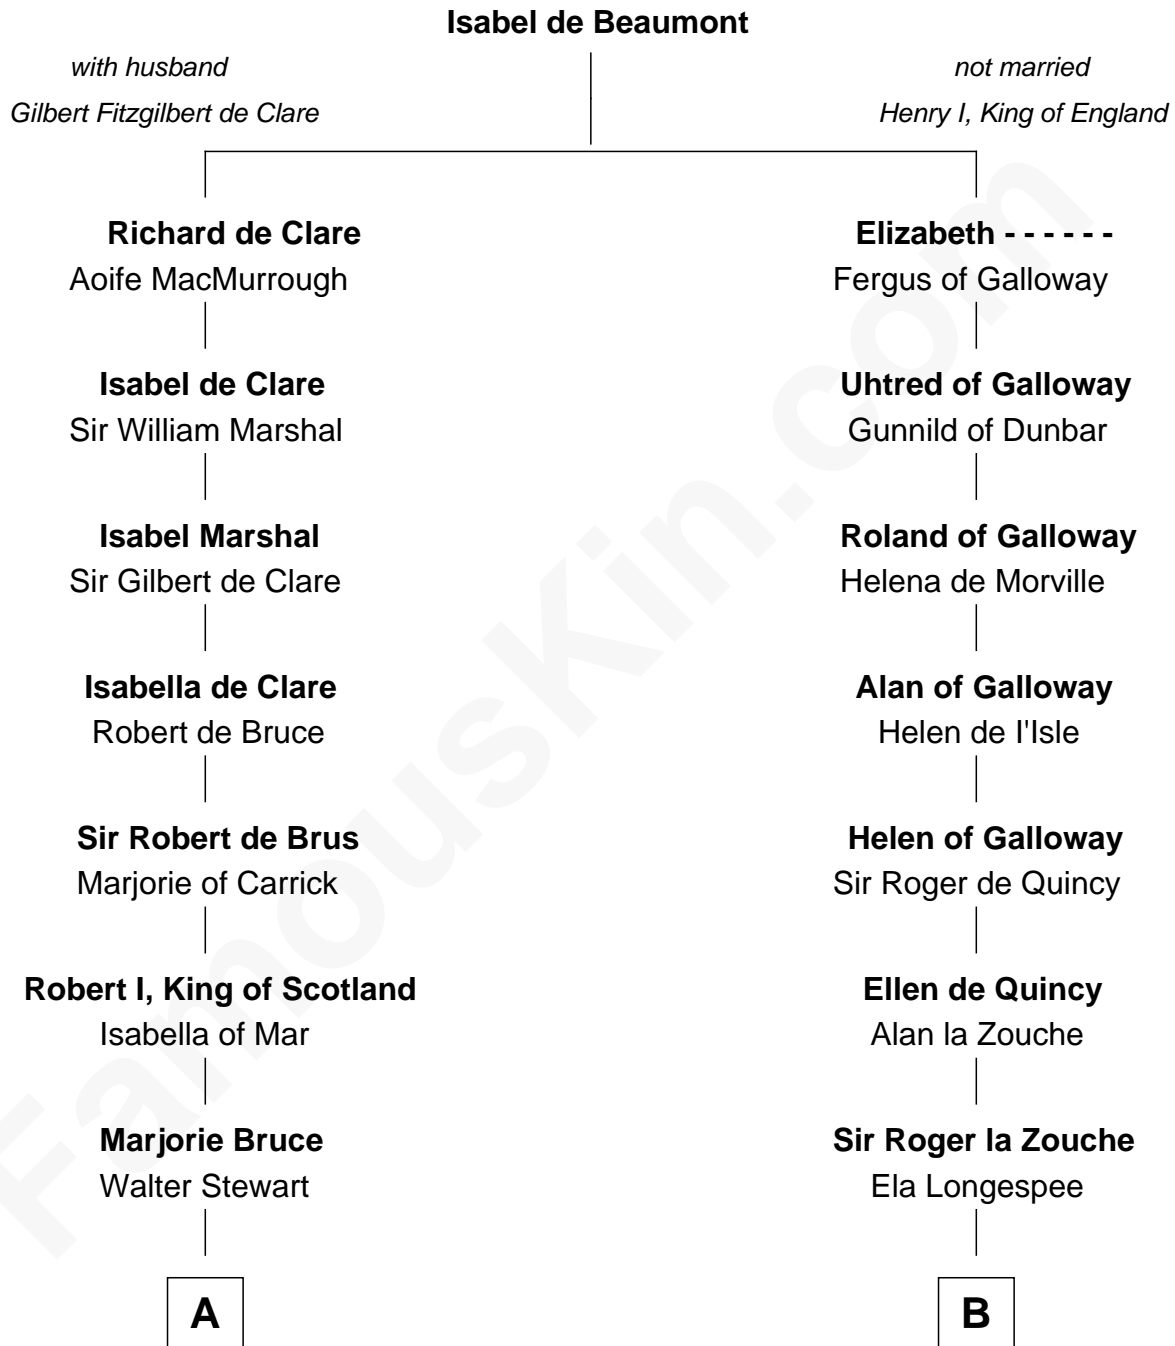 Isabel de Beaumont
with husband
Gilbert Fitzgilbert de Clare
not married
Henry I, King of England
Richard de Clare
Aoife MacMurrough
Isabel de Clare
Sir William Marshal
Isabel Marshal
Sir Gilbert de Clare
Isabella de Clare
Robert de Bruce
Sir Robert de Brus
Marjorie of Carrick
Robert I, King of Scotland
Isabella of Mar
Marjorie Bruce
Walter Stewart
A
Elizabeth - - - - - -
Fergus of Galloway
Uhtred of Galloway
Gunnild of Dunbar
Roland of Galloway
Helena de Morville
Alan of Galloway
Helen de l'Isle
Helen of Galloway
Sir Roger de Quincy
Ellen de Quincy
Alan la Zouche
Sir Roger la Zouche
Ela Longespee
B
FamousKin.com